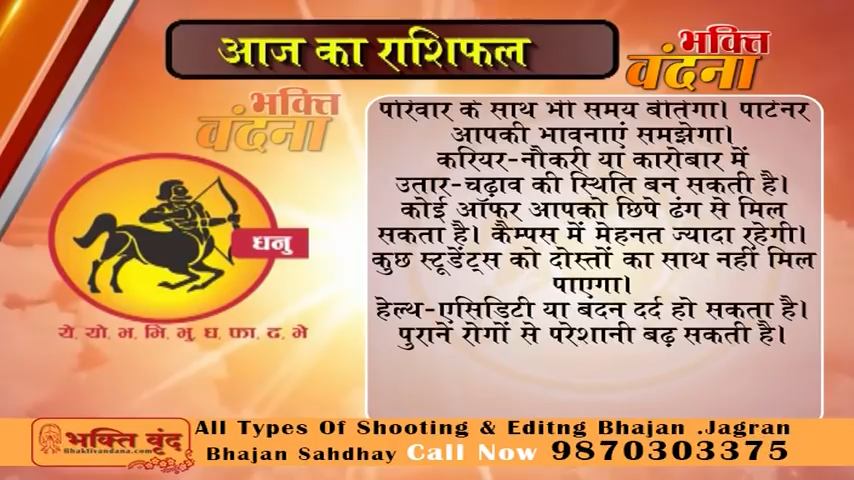 आज का राशिफल
भक्ति
वंदना
भक्ति
वंदना
परिवार के साथ भी समय बीतेगा। पार्टनर
आपकी भावनाएं समझेगा।
करियर-नौकरी या कारोबार में
उतार-चढ़ाव की स्थिति बन सकती है।
कोई ऑफर आपको छिपे ढंग से मिल
सकता है। कैम्पस में मेहनत ज्यादा रहेगी।
कुछ स्टूडेंट्स को दोस्तों का साथ नहीं मिल
पाएगा।
हेल्थ-एसिडिटी या बदन दर्द हो सकता है।
पुरानें रोगों से परेशानी बढ़ सकती है।
धनु
ये, यो, भ, भि, भु, ध, फा, ढ, भे
भक्ति वृंद
Bhaktivandana.com
All Types Of Shooting & Editng Bhajan .Jagran
Bhajan Sahdhay Call Now 9870303375